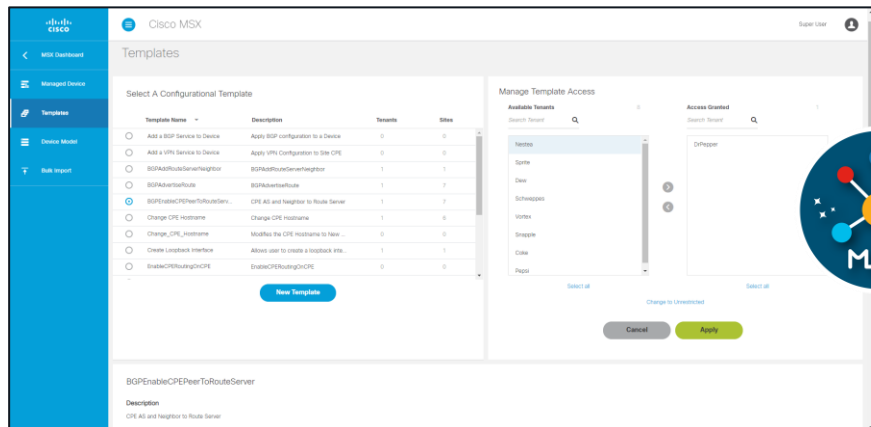 CISCO
Cisco MSX
Super User
MSX Dashboard
Managed Device
Templates
Device Model
Bulk Import
Templates
Select A Configurational Template
Template Name Description Tenants Sites
Add a BGP Service to Device Apply BGP configuration to a Device 0 0
Add a VPN Service to Device Apply VPN Configuration to Site CPE 0 0
BGPAddRouteServerNeighbor BGPAddRouteServerNeighbor 1 1
BGPAdvertiseRoute BGPAdvertiseRoute 1 7
BGPEnableCPEPeerToRouteServ... CPE AS and Neighbor to Route Server 1 7
Change CPE Hostname Change CPE Hostname 1 8
Change_CPE_Hostname Modifies the CPE Hostname to New ... 0 0
Create Loopback Interface Allows user to create a loopback inte... 1 1
EnableCPERoutingOnCPE EnableCPERoutingOnCPE 0 0
New Template
Manage Template Access
Available Tenants
Search Tenant
Nestea
Sprite
Dew
Schweppes
Vortex
Snapple
Coke
Pepsi
Select all
Access Granted 1
Search Tenant
DrPepper
Select all
Change to Unrestricted
Cancel Apply
BGPEnableCPEPeerToRouteServer
Description
CPE AS and Neighbor to Route Server